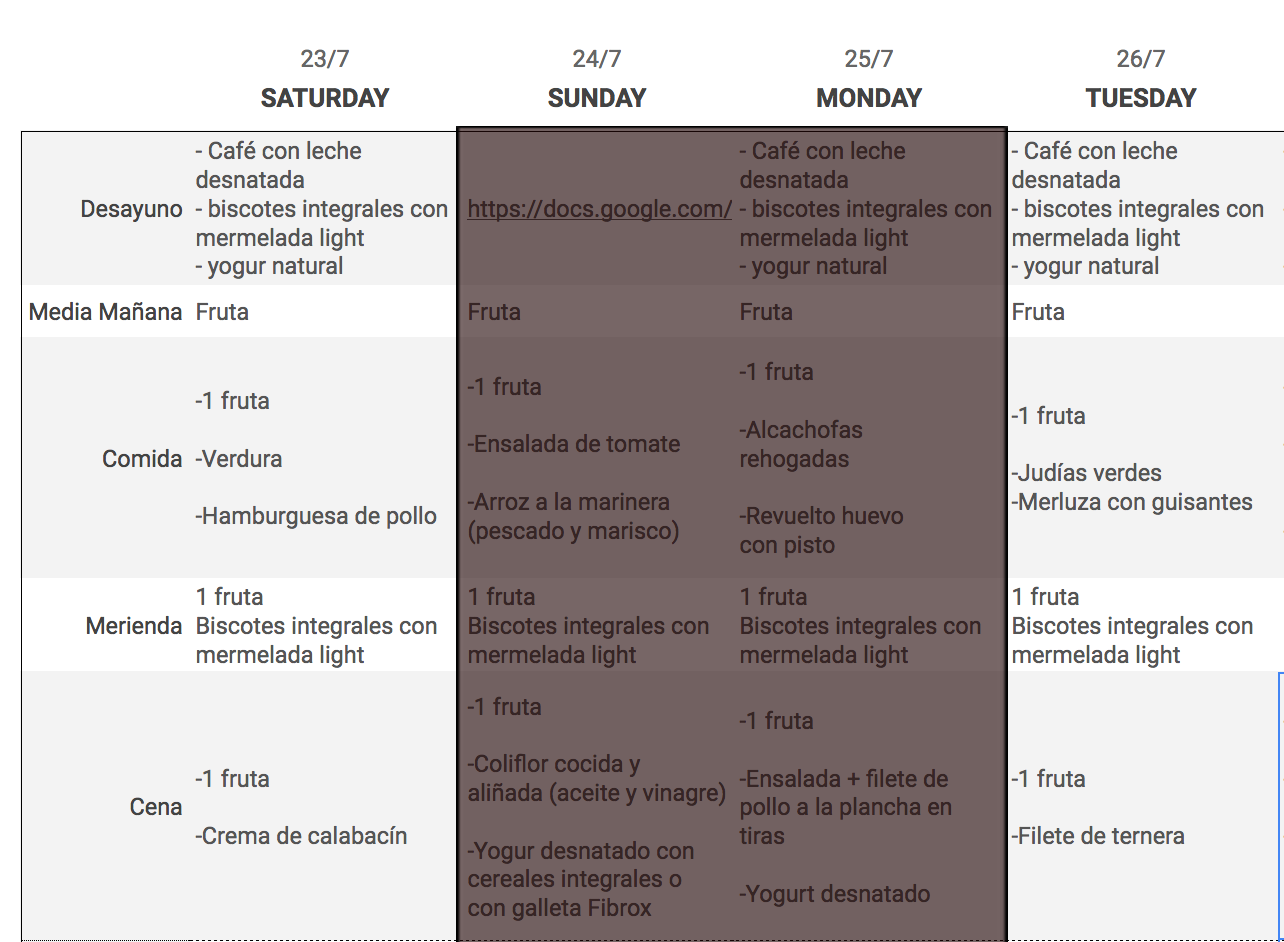 23/7
SATURDAY
24/7
SUNDAY
25/7
MONDAY
26/7
TUESDAY
Desayuno
- Café con leche
desnatada
- biscotes integrales con
mermelada light
- yogur natural
https://docs.google.com/
- Café con leche
desnatada
- biscotes integrales con
mermelada light
- yogur natural
- Café con leche
desnatada
- biscotes integrales con
mermelada light
- yogur natural
Media Mañana
Fruta
Fruta
Fruta
Fruta
Comida
-1 fruta
-Verdura
-Hamburguesa de pollo
-1 fruta
-Ensalada de tomate
-Arroz a la marinera
(pescado y marisco)
-1 fruta
-Alcachofas
rehogadas
-Revuelto huevo
con pisto
-1 fruta
-Judías verdes
-Merluza con guisantes
Merienda
1 fruta
Biscotes integrales con
mermelada light
1 fruta
Biscotes integrales con
mermelada light
1 fruta
Biscotes integrales con
mermelada light
1 fruta
Biscotes integrales con
mermelada light
Cena
-1 fruta
-Crema de calabacín
-1 fruta
-Coliflor cocida y
aliñada (aceite y vinagre)
-Yogur desnatado con
cereales integrales o
con galleta Fibrox
-1 fruta
-Ensalada + filete de
pollo a la plancha en
tiras
-Yogurt desnatado
-1 fruta
-Filete de ternera